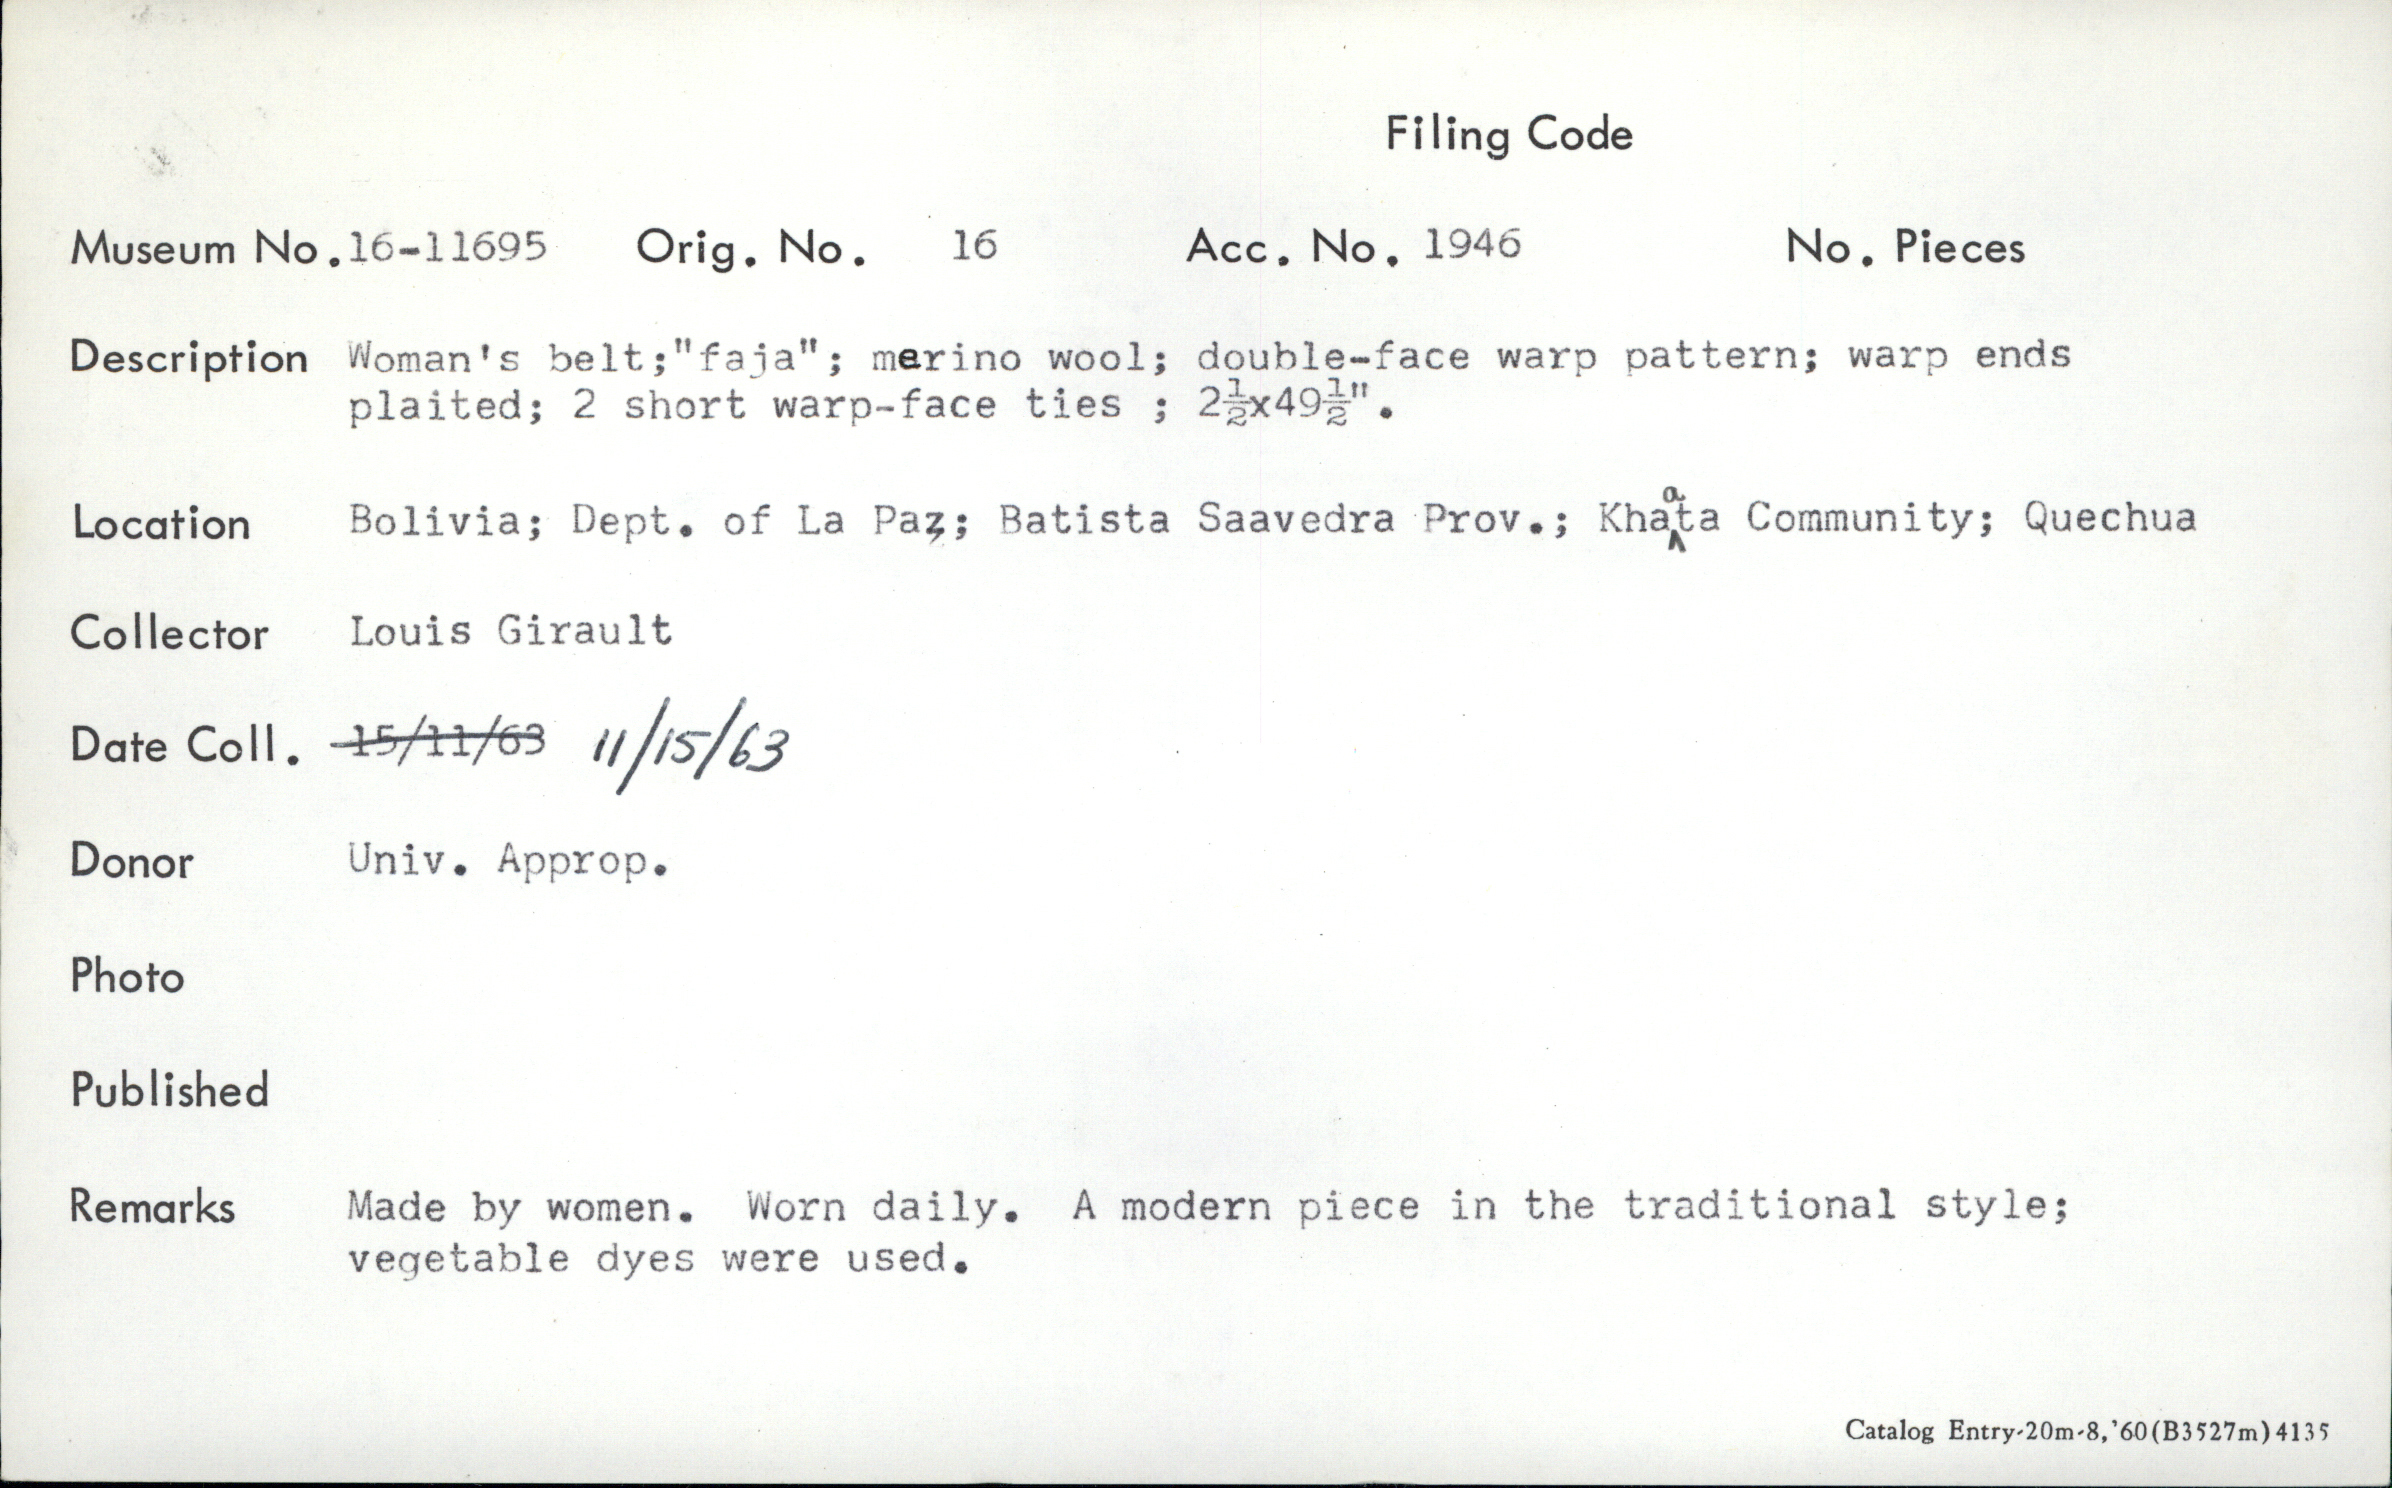 Filing Code
Museum No. 16-11695 Orig. No. 16 Acc. No. 1946 No. Pieces
Description Woman's belt;"faja"; merino wool; double-face warp pattern; warp ends
plaited; 2 short warp-face ties ; 2½x49½".
Location Bolivia; Dept. of La Paz; Batista Saavedra Prov.; Khaata Community; Quechua
Collector Louis Girault
Date Coll. 15/11/63 11/15/63
Donor Univ. Approp.
Photo
Published
Remarks Made by women. Worn daily. A modern piece in the traditional style;
vegetable dyes were used.
Catalog Entry-20m-8,'60(B3527m)4135